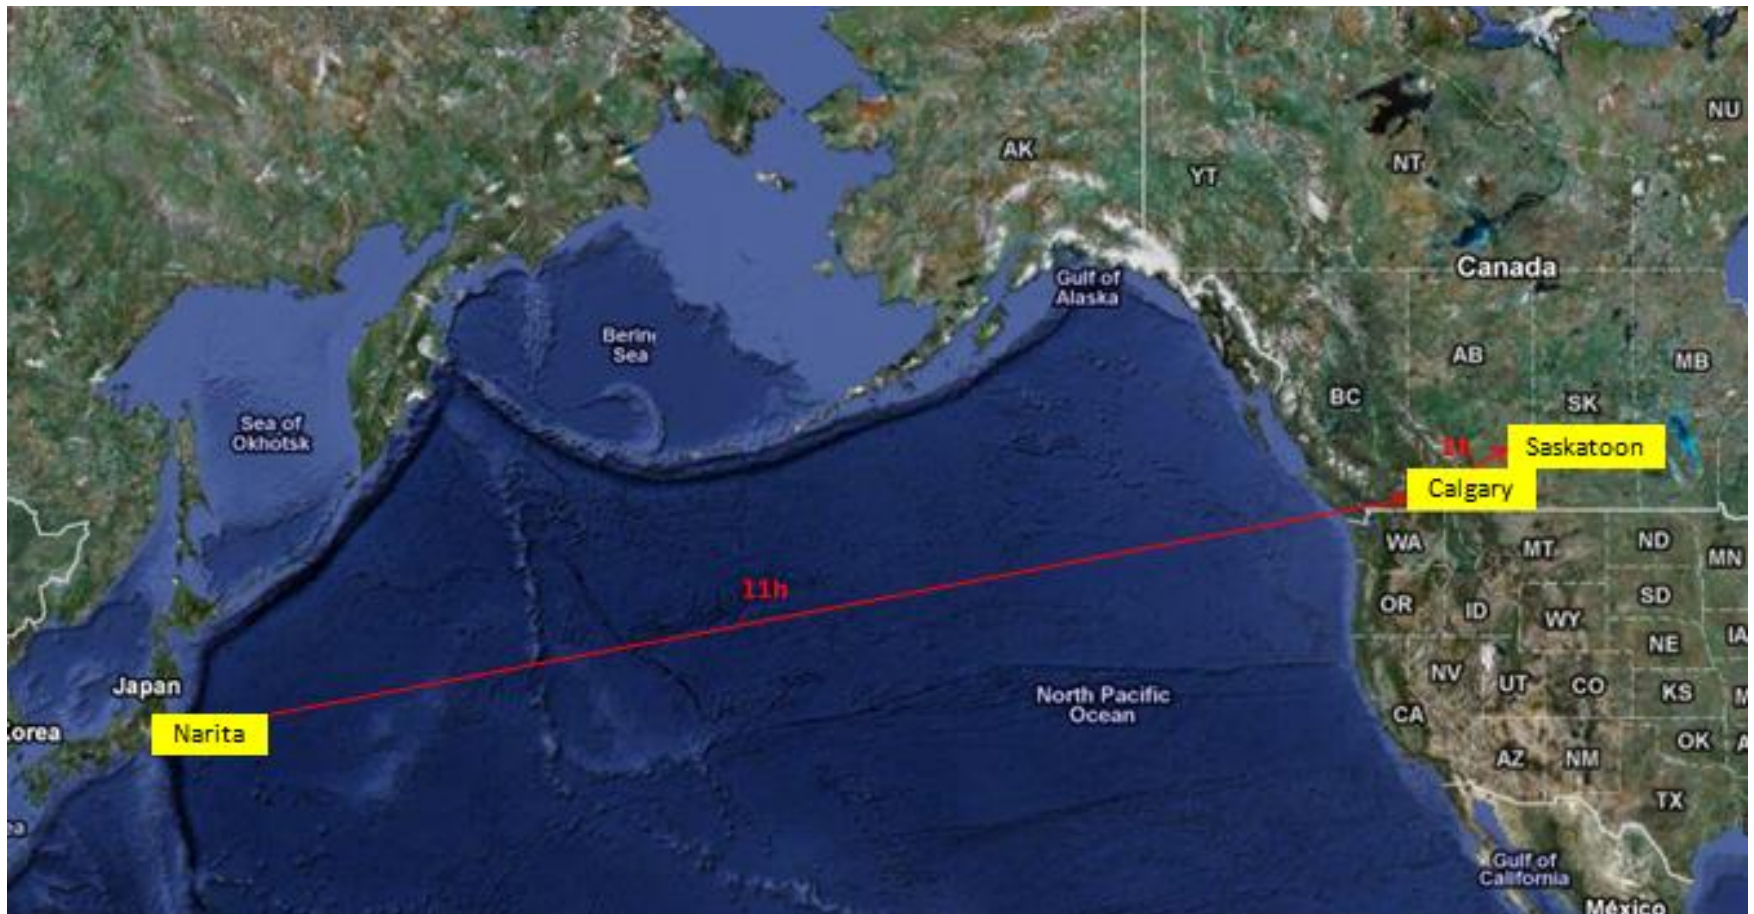 NU
AK
NT
YT
Canada
Gulf of
Alaska
Sea
AB
MB
BC
SK
Sea of
Okhotsk
Saskatoon
Calgary
WA
MT
ND
MN
11h
OR
ID
SD
WY
NE
IA
NV
UT
CO
KS
Japan
North Pacific
Ocean
CA
Narita
OK
AZ
NM
TX
Gulf of
California
México